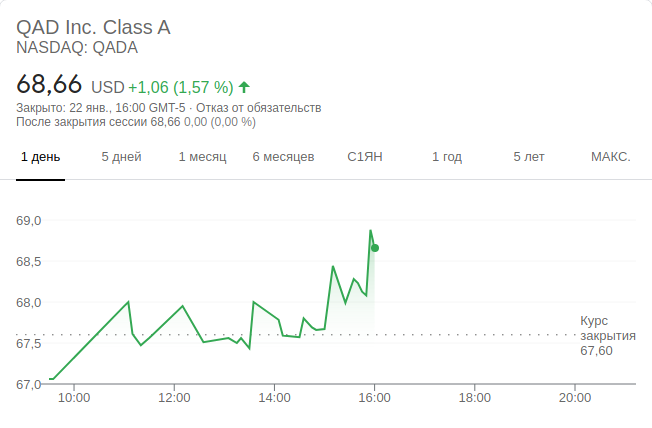 QAD Inc. Class A
NASDAQ: QADA
68,66 USD +1,06 (1,57 %)
Закрыто: 22 янв., 16:00 GMT-5 · Отказ от обязательств
После закрытия сессии 68,66 0,00 (0,00 %)
1 день 5 дней 1 месяц 6 месяцев С1ЯН 1 год 5 лет МАКС.
69,0
68,5
68,0
67,5
67,0
Курс
закрытия
67,60
10:00 12:00 14:00 16:00 18:00 20:00